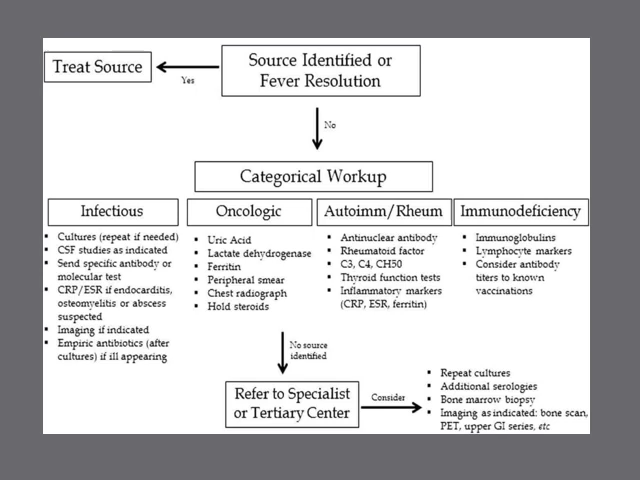 Source Identified or
Fever Resolution
Treat Source
Yes
No
Categorical Workup
Infectious
▪ Cultures (repeat if needed)
▪ CSF studies as indicated
▪ Send specific antibody or
molecular test
▪ CRP/ESR if endocarditis,
osteomyelitis or abscess
suspected
▪ Imaging if indicated
▪ Empiric antibiotics (after
cultures) if ill appearing
Oncologic
▪ Uric Acid
▪ Lactate dehydrogenase
▪ Ferritin
▪ Peripheral smear
▪ Chest radiograph
▪ Hold steroids
Autoimm/Rheum
▪ Antinuclear antibody
▪ Rheumatoid factor
▪ C3, C4, CH50
▪ Thyroid function tests
▪ Inflammatory markers
(CRP, ESR, ferritin)
Immunodeficiency
▪ Immunoglobulins
▪ Lymphocyte markers
▪ Consider antibody
titers to known
vaccinations
No source
identified
Refer to Specialist
or Tertiary Center
Consider
▪ Repeat cultures
▪ Additional serologies
▪ Bone marrow biopsy
▪ Imaging as indicated: bone scan,
PET, upper GI series, etc